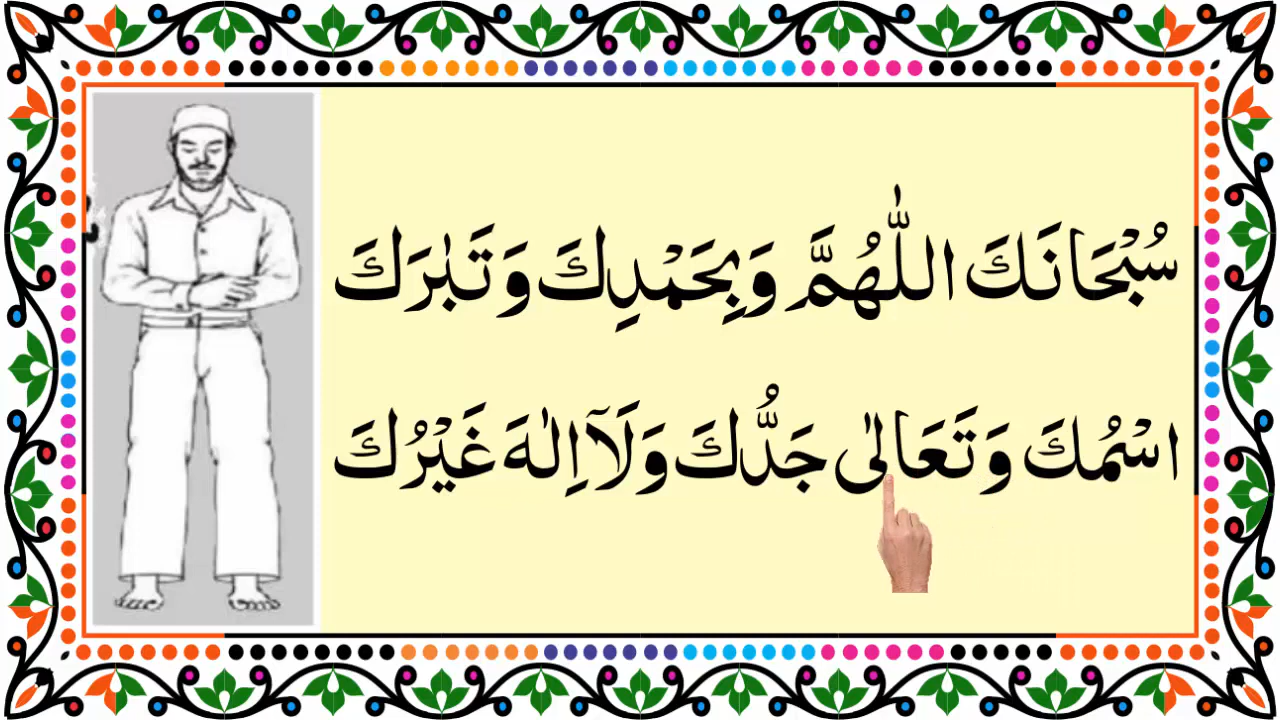 سُبْحَانَكَ اللّٰهُمَّ وَبِحَمْدِكَ وَتَبٰرَكَ
اسْمُكَ وَتَعَالٰى جَدُّكَ وَلَآ اِلٰهَ غَيْرُكَ